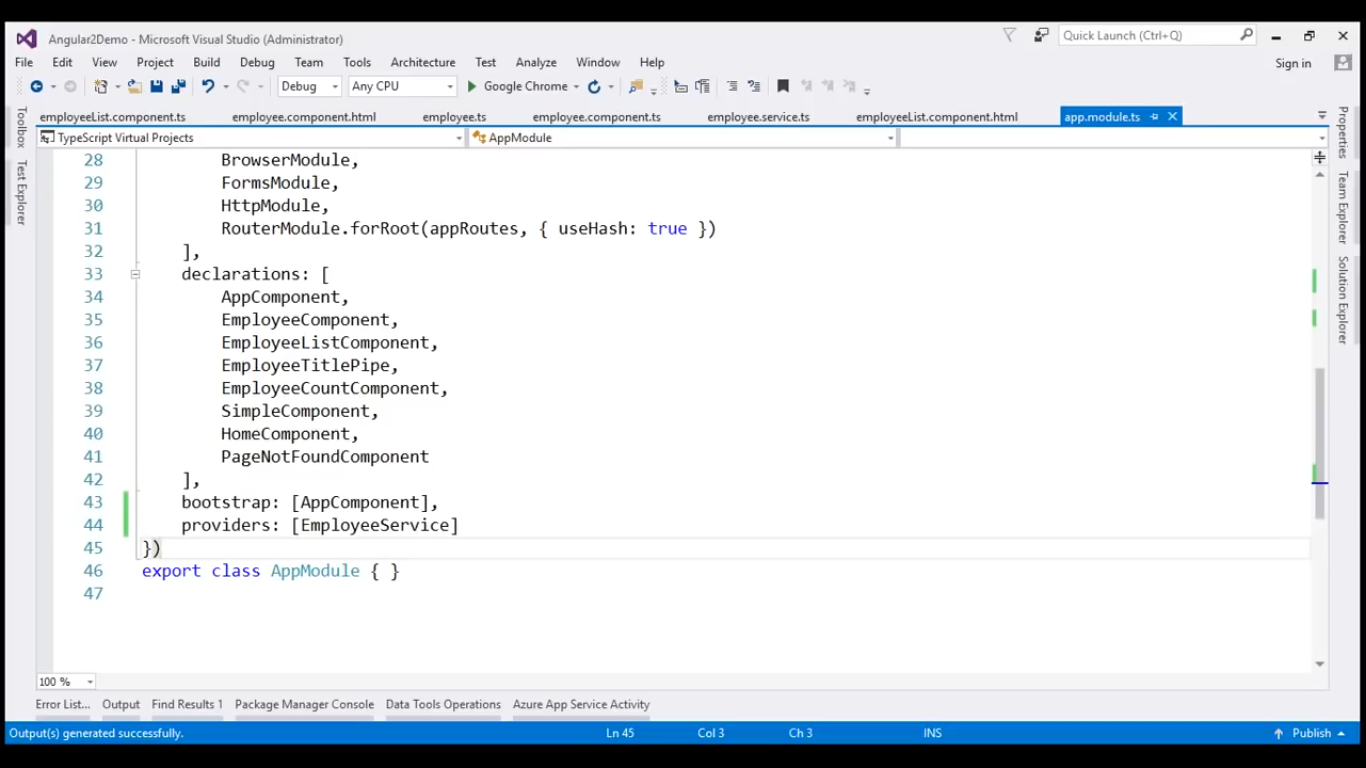 Angular2Demo - Microsoft Visual Studio (Administrator)
Quick Launch (Ctrl+Q)
File Edit View Project Build Debug Team Tools Architecture Test Analyze Window Help
Sign in
Debug Any CPU Google Chrome
employeeList.component.ts employee.component.html employee.ts employee.component.ts employee.service.ts employeeList.component.html app.module.ts
TypeScript Virtual Projects AppModule
Toolbox
Test Explorer
28 BrowserModule,
29 FormsModule,
30 HttpModule,
31 RouterModule.forRoot(appRoutes, { useHash: true })
32 ],
33 declarations: [
34 AppComponent,
35 EmployeeComponent,
36 EmployeeListComponent,
37 EmployeeTitlePipe,
38 EmployeeCountComponent,
39 SimpleComponent,
40 HomeComponent,
41 PageNotFoundComponent
42 ],
43 bootstrap: [AppComponent],
44 providers: [EmployeeService]
45 })
46 export class AppModule { }
47
Properties
Team Explorer
Solution Explorer
100 %
Error List... Output Find Results 1 Package Manager Console Data Tools Operations Azure App Service Activity
Output(s) generated successfully. Ln 45 Col 3 Ch 3 INS Publish